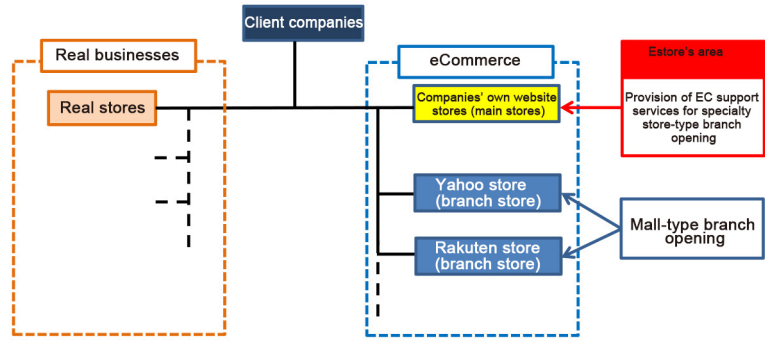 Client companies
Real businesses
eCommerce
Estore's area
Real stores
Companies' own website
stores (main stores)
Provision of EC support
services for specialty
store-type branch
opening
Yahoo store
(branch store)
Mall-type branch
opening
Rakuten store
(branch store)